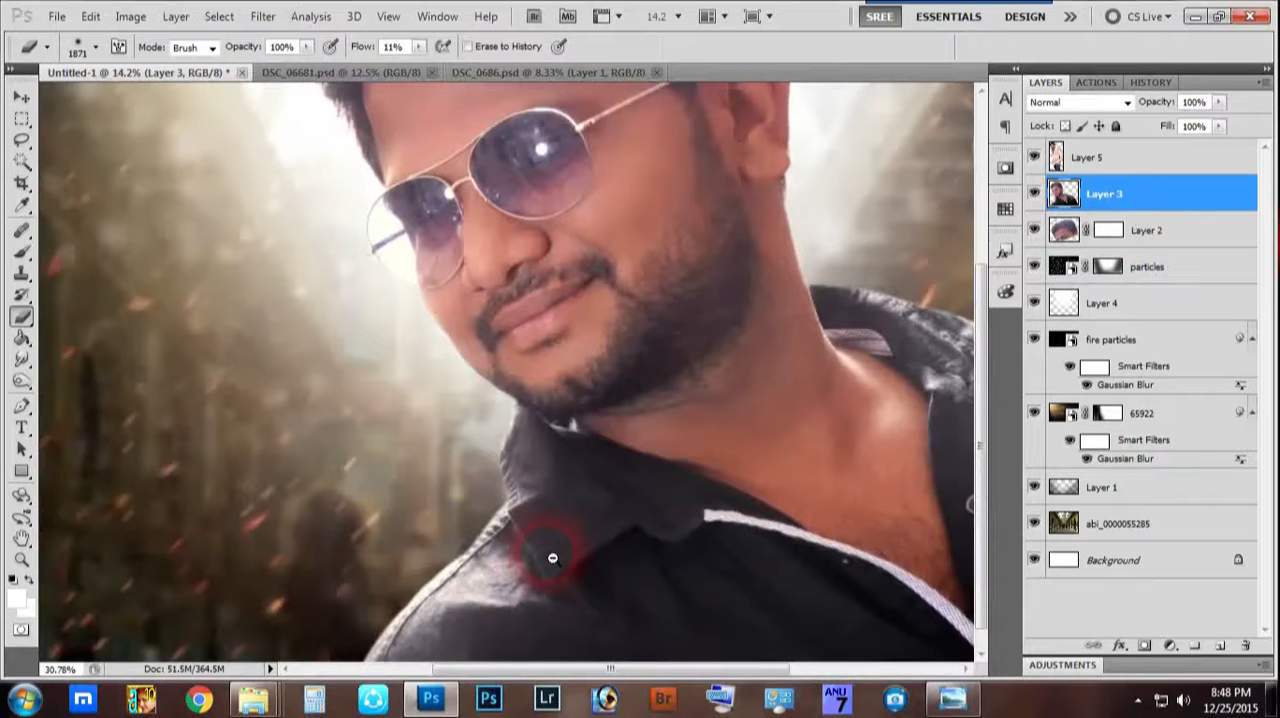 Ps File Edit Image Layer Select Filter Analysis 3D View Window Help Br Mb 14.2 SREE ESSENTIALS DESIGN CS Live
1871 Mode: Brush Opacity: 100% Flow: 11% Erase to History
Untitled-1 @ 14.2% (Layer 3, RGB/8) * DSC_06681.psd @ 12.5% (RGB/8) DSC_0686.psd @ 8.33% (Layer 1, RGB/8)
LAYERS ACTIONS HISTORY
Normal Opacity: 100%
Lock: Fill: 100%
Layer 5
Layer 3
Layer 2
particles
Layer 4
fire particles
Smart Filters
Gaussian Blur
65922
Smart Filters
Gaussian Blur
Layer 1
abi_0000055285
Background
30.78% Doc: 51.5M/364.5M
ADJUSTMENTS
Ps Ps Lr Br ANU 7
8:48 PM
12/25/2015